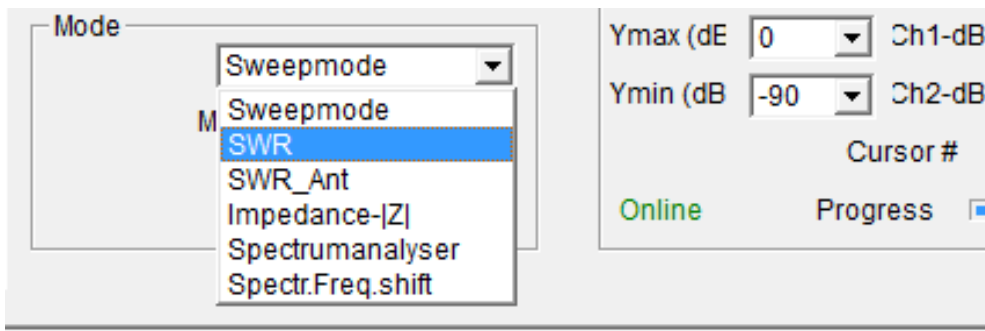 Mode
Sweepmode
M
Sweepmode
SWR
SWR_Ant
Impedance-|Z|
Spectrumanalyser
Spectr.Freq.shift
Ymax (dE 0 Ch1-dB
Ymin (dB -90 Ch2-dB
Cursor #
Online Progress